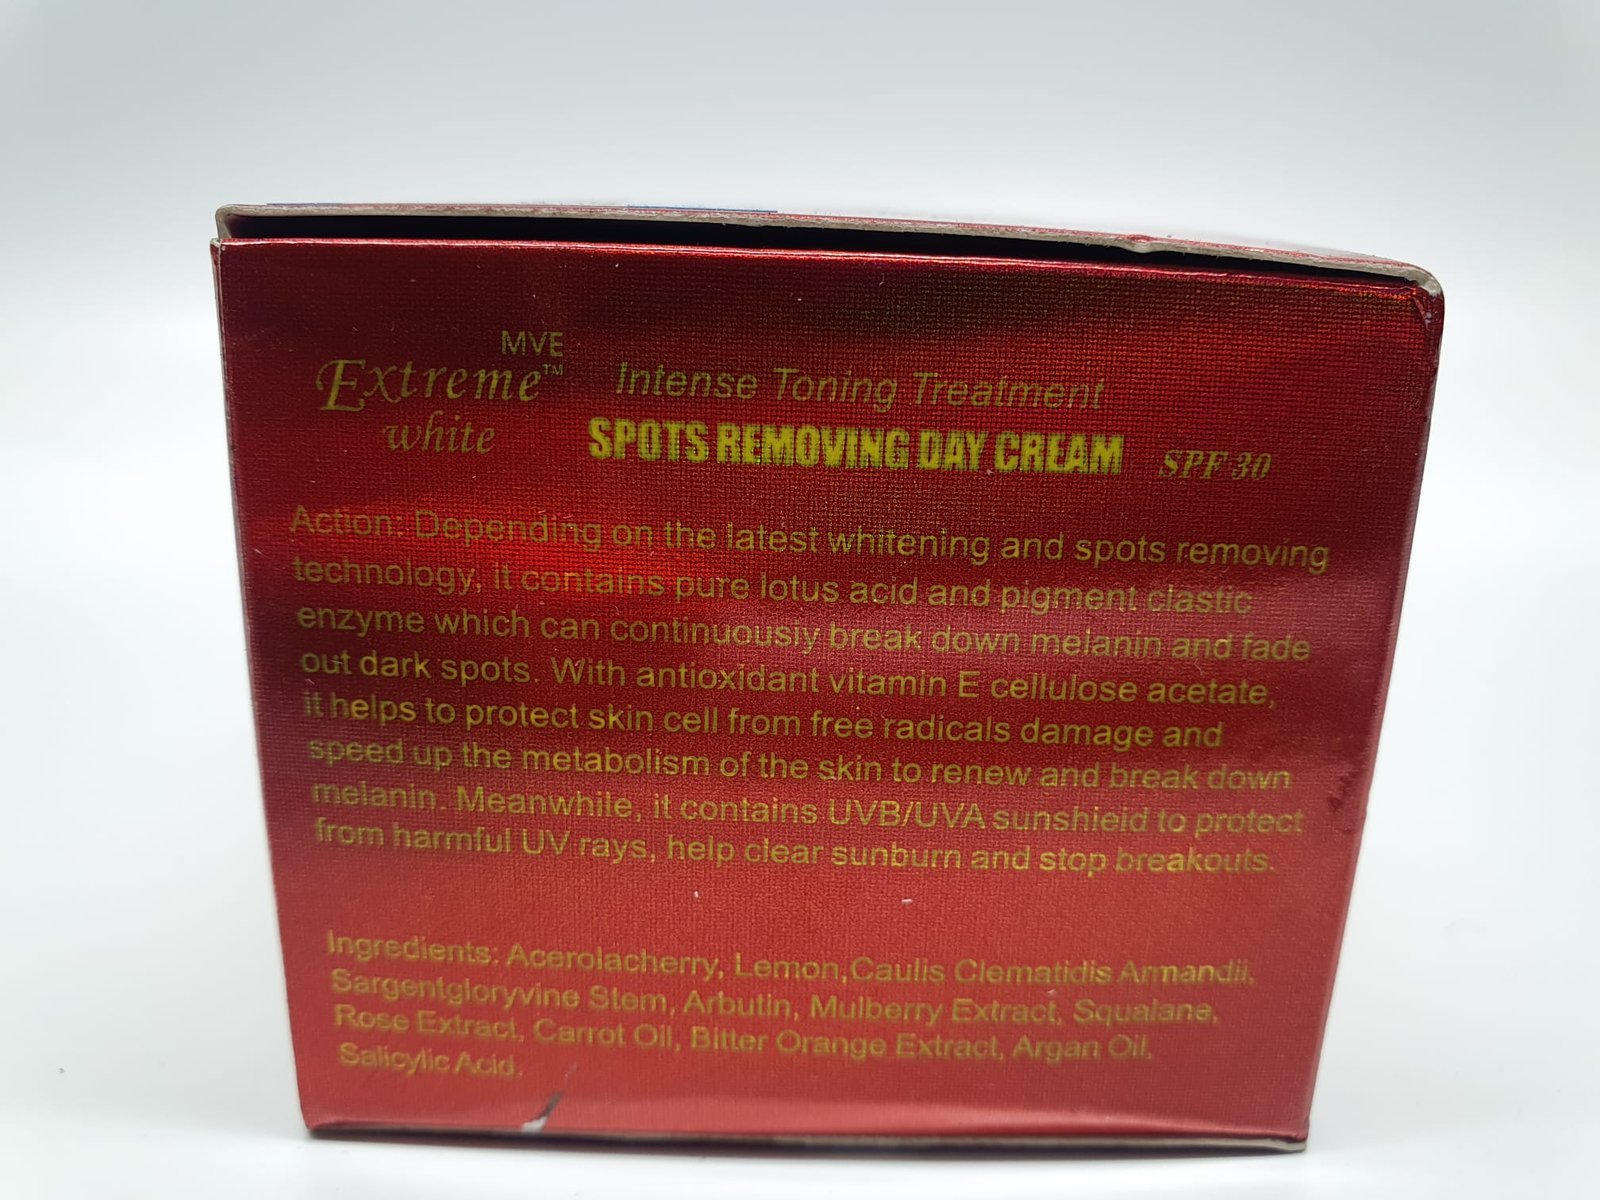 MVE
Extreme™
white
Intense Toning Treatment
SPOTS REMOVING DAY CREAM SPF 30
Action: Depending on the latest whitening and spots removing
technology, it contains pure lotus acid and pigment clastic
enzyme which can continuously break down melanin and fade
out dark spots. With antioxidant vitamin E cellulose acetate,
it helps to protect skin cell from free radicals damage and
speed up the metabolism of the skin to renew and break down
melanin. Meanwhile, it contains UVB/UVA sunshieid to protect
from harmful UV rays, help clear sunburn and stop breakouts.
Ingredients: Acerolacherry, Lemon,Caulis Clematidis Armandii,
Sargentgloryvine Stem, Arbutin, Mulberry Extract, Squalane,
Rose Extract, Carrot Oil, Bitter Orange Extract, Argan Oil,
Salicylic Acid.